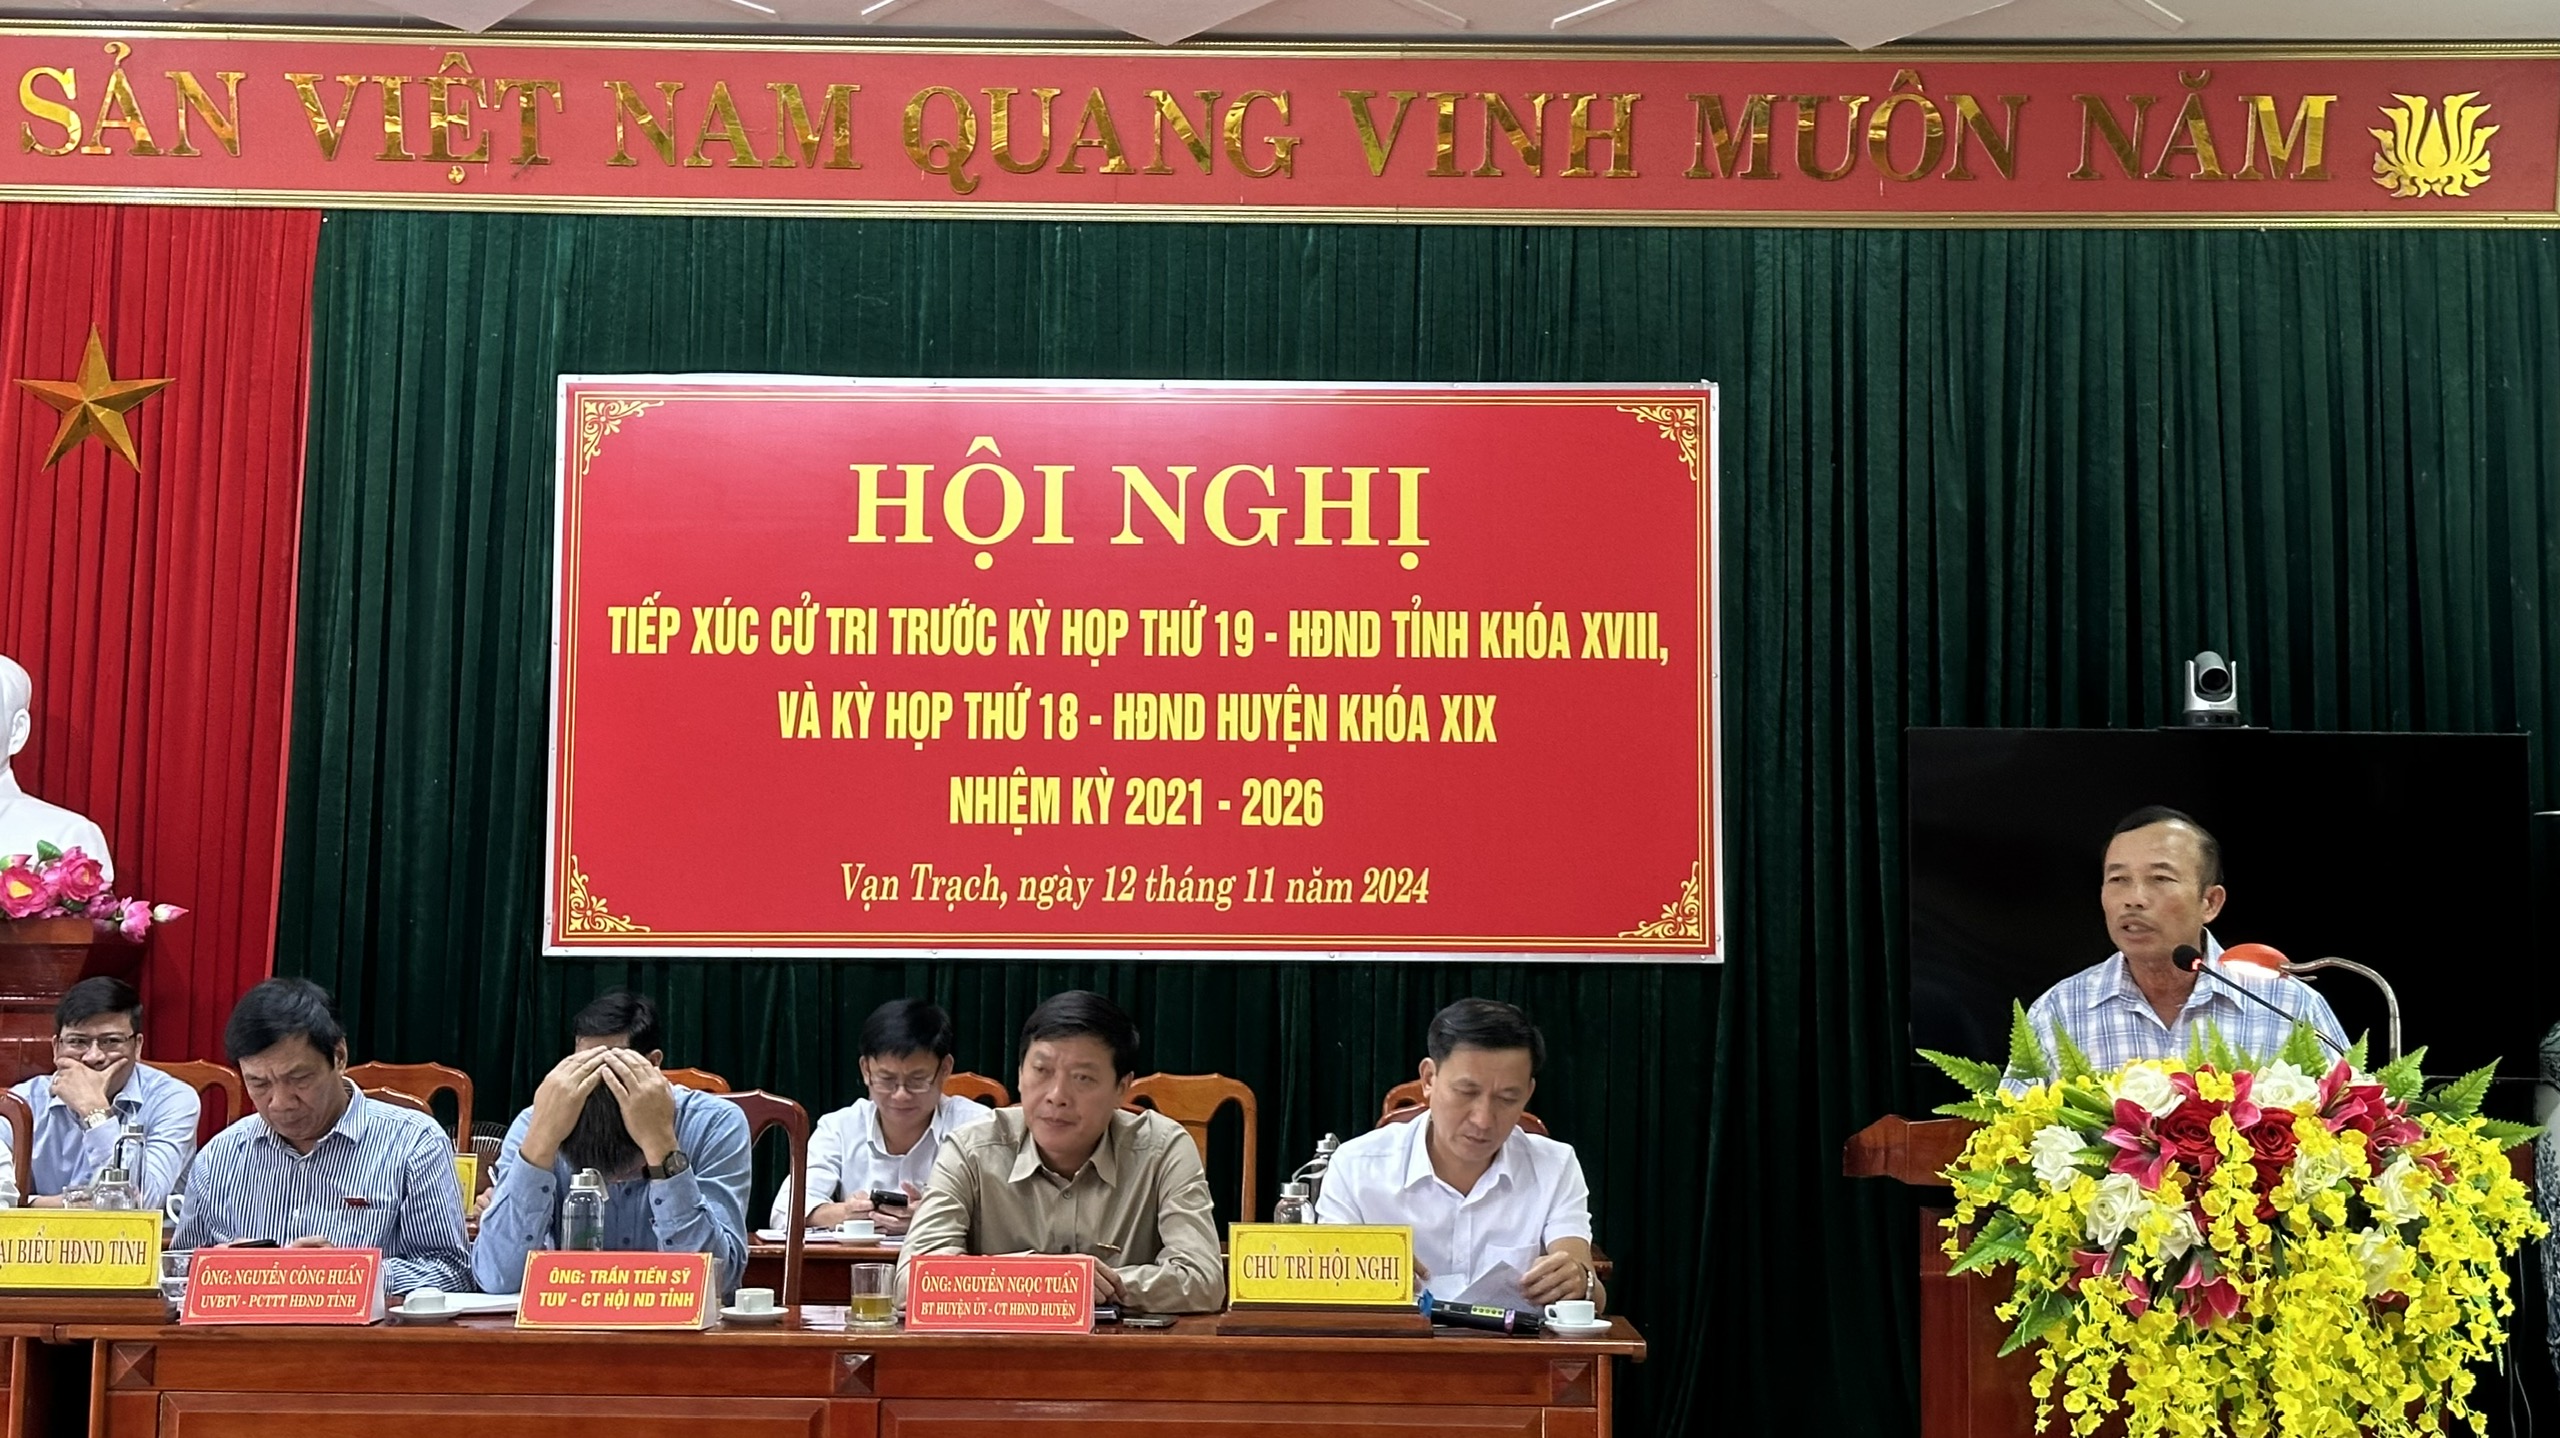 SẢN VIỆT NAM QUANG VINH MUÔN NĂM
HỘI NGHỊ
TIẾP XÚC CỬ TRI TRƯỚC KỲ HỌP THỨ 19 - HĐND TỈNH KHÓA XVIII,
VÀ KỲ HỌP THỨ 18 - HĐND HUYỆN KHÓA XIX
NHIỆM KỲ 2021 - 2026
Vạn Trạch, ngày 12 tháng 11 năm 2024
BIỂU HĐND TỈNH
ÔNG: NGUYỄN CÔNG HUẤN
UVBTV - PCTTT HĐND TỈNH
ÔNG: TRẦN TIẾN SỸ
TUV - CT HỘI ND TỈNH
ÔNG: NGUYỄN NGỌC TUẤN
BT HUYỆN ỦY - CT HĐND HUYỆN
CHỦ TRÌ HỘI NGHỊ